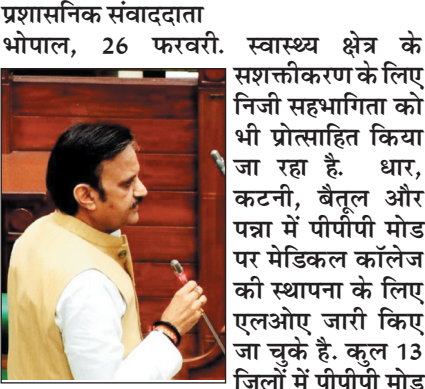 प्रशासनिक संवाददाता
भोपाल, 26 फरवरी. स्वास्थ्य क्षेत्र के
सशक्तीकरण के लिए
निजी सहभागिता को
भी प्रोत्साहित किया
जा रहा है. धार,
कटनी, बैतूल और
पन्ना में पीपीपी मोड
पर मेडिकल कॉलेज
की स्थापना के लिए
एलओए जारी किए
जा चुके है. कुल 13
जिलों में पीपीपी मोड